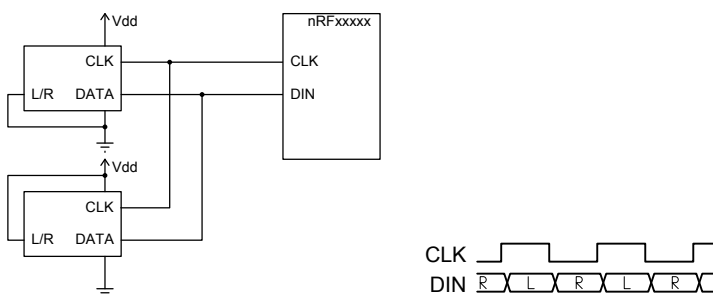 Vdd
nRFxxxxx
CLK
CLK
L/R DATA
DIN
Vdd
CLK
L/R DATA
CLK
DIN R L R L R